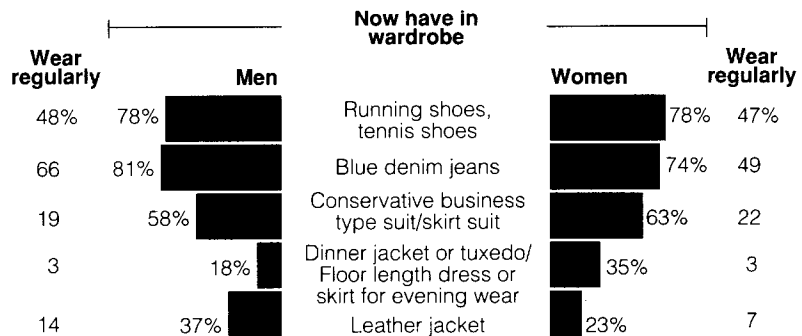 Now have in
wardrobe
Wear
regularly
Men
Women
Wear
regularly
48% 78% Running shoes, 78% 47%
tennis shoes
66 81% Blue denim jeans 74% 49
Conservative business
19 58% type suit/skirt suit 63% 22
Dinner jacket or tuxedo/
3 18% Floor length dress or 35% 3
skirt for evening wear
14 37% Leather jacket 23% 7